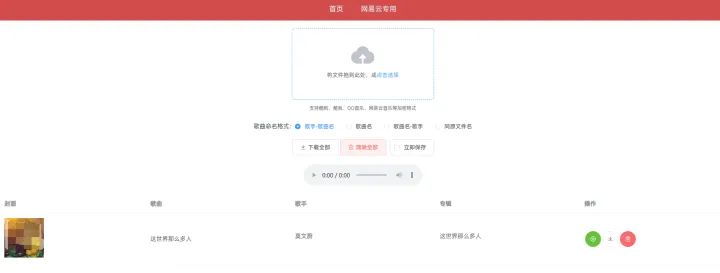 首页 网易云专用
将文件拖到此处，或点击选择
支持酷狗、酷我、QQ音乐、网易云音乐等加密格式
歌曲命名格式： 歌手-歌曲名 歌曲名 歌曲名-歌手 同原文件名
下载全部 清除全部 立即保存
0:00 / 0:00
封面 歌曲 歌手 专辑 操作
这世界那么多人 莫文蔚 这世界那么多人